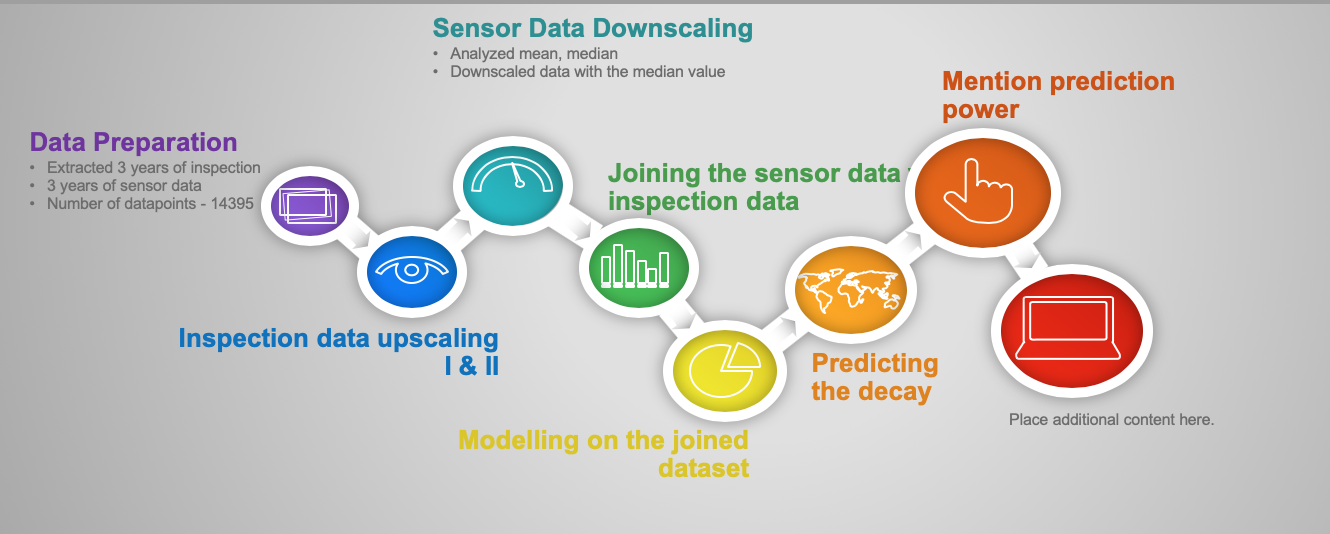 Sensor Data Downscaling
• Analyzed mean, median
• Downscaled data with the median value
Mention prediction
power
Data Preparation
• Extracted 3 years of inspection
• 3 years of sensor data
• Number of datapoints - 14395
Joining the sensor data
inspection data
Inspection data upscaling
I & II
Predicting
the decay
Modelling on the joined
dataset
Place additional content here.